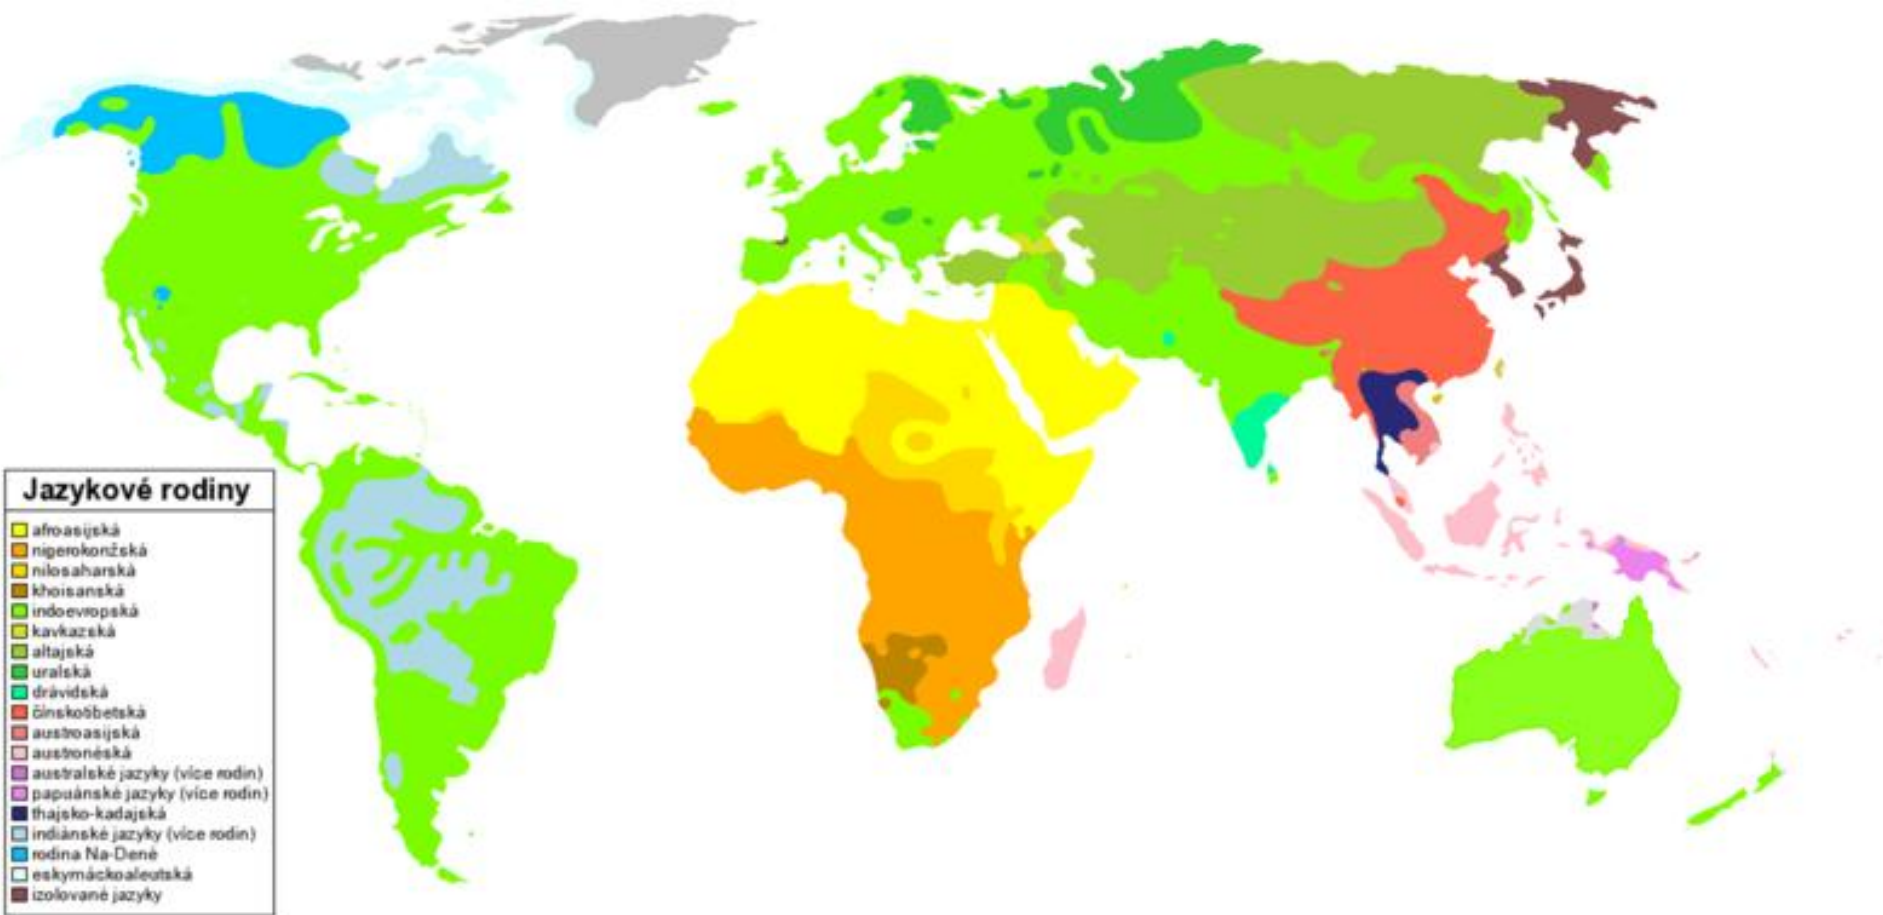 Jazykové rodiny
afroasijská
nigerokonžská
nilosaharská
khoisanská
indoevropská
kavkazská
altajská
uralská
drávidská
čínskotibetská
austroasijská
austronéská
australské jazyky (více rodin)
papuánské jazyky (více rodin)
thajsko-kadajská
indiánské jazyky (více rodin)
rodina Na-Dené
eskymáckoaleutská
izolované jazyky